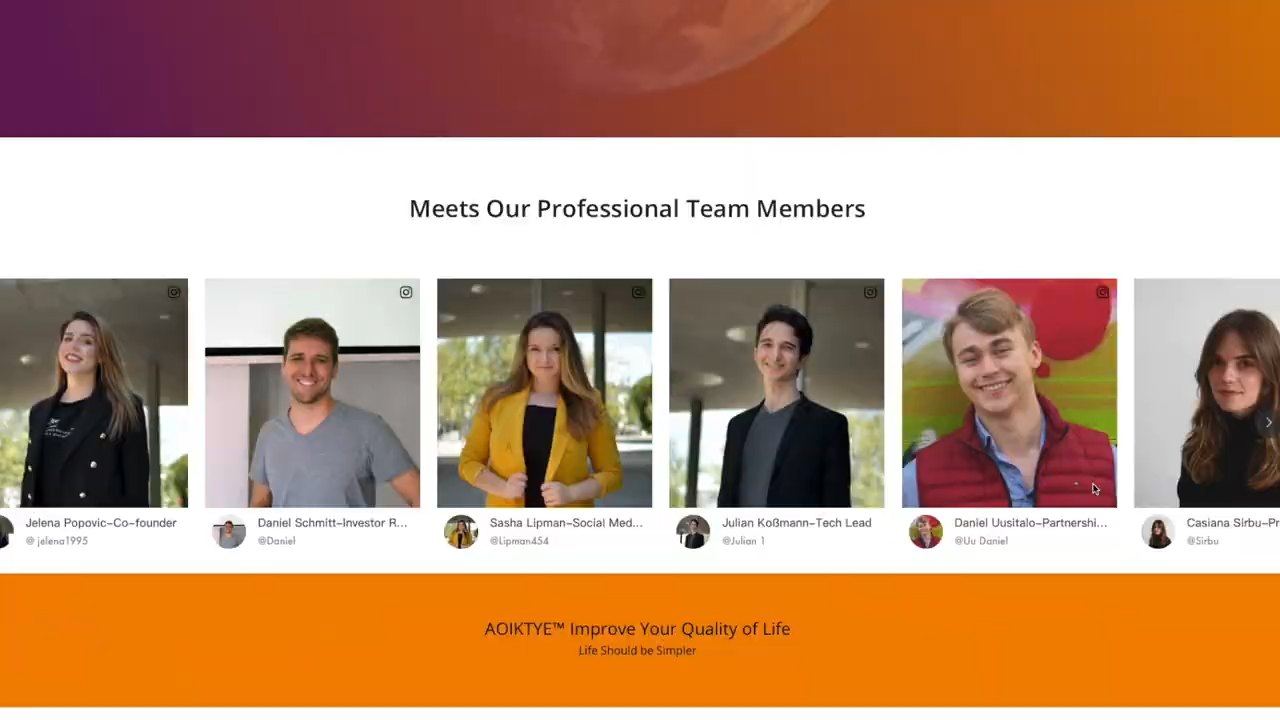 Meets Our Professional Team Members
Jelena Popovic-Co-founder
@ jelena1995
Daniel Schmitt-Investor R...
@Daniel
Sasha Lipman-Social Med...
@Lipman454
Julian Koßmann-Tech Lead
@Julian 1
Daniel Uusitalo-Partnershi...
@Uu Daniel
Casiana Sirbu-Pr
@Sirbu
AOIKTYE™ Improve Your Quality of Life
Life Should be Simpler